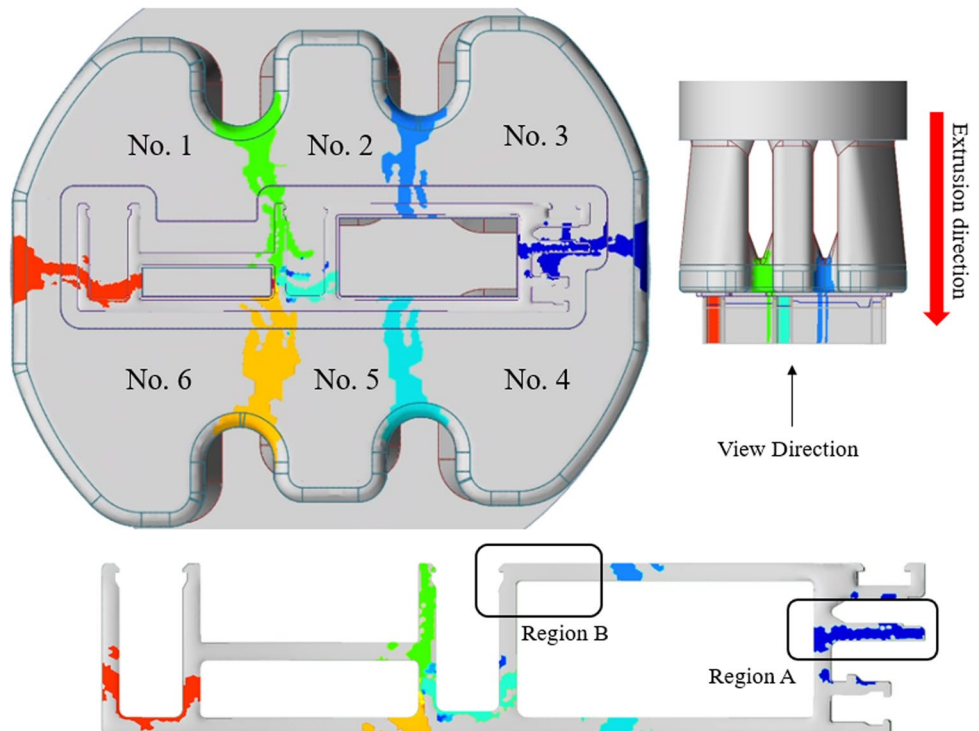 No. 1
No. 2
No. 3
No. 6
No. 5
No. 4
Extrusion direction
View Direction
Region B
Region A